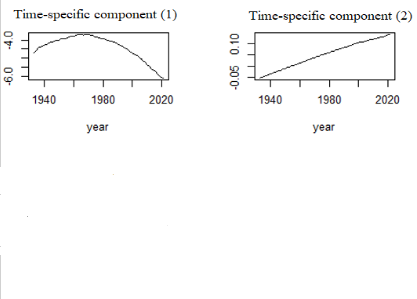 Time-specific component (1)
Time-specific component (2)
-4.0
-6.0
1940
1980
2020
year
0.10
-0.05
1940
1980
2020
year